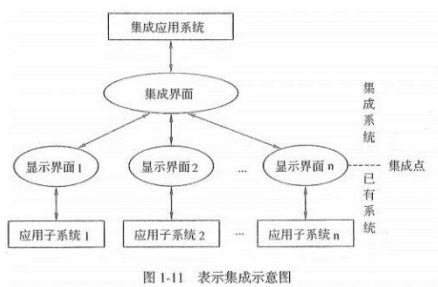 集成应用系统
集成界面
集成系统
显示界面1 显示界面2 ... 显示界面n 集成点
已有系统
应用子系统1 应用子系统2 ... 应用子系统n
图1-11 表示集成示意图